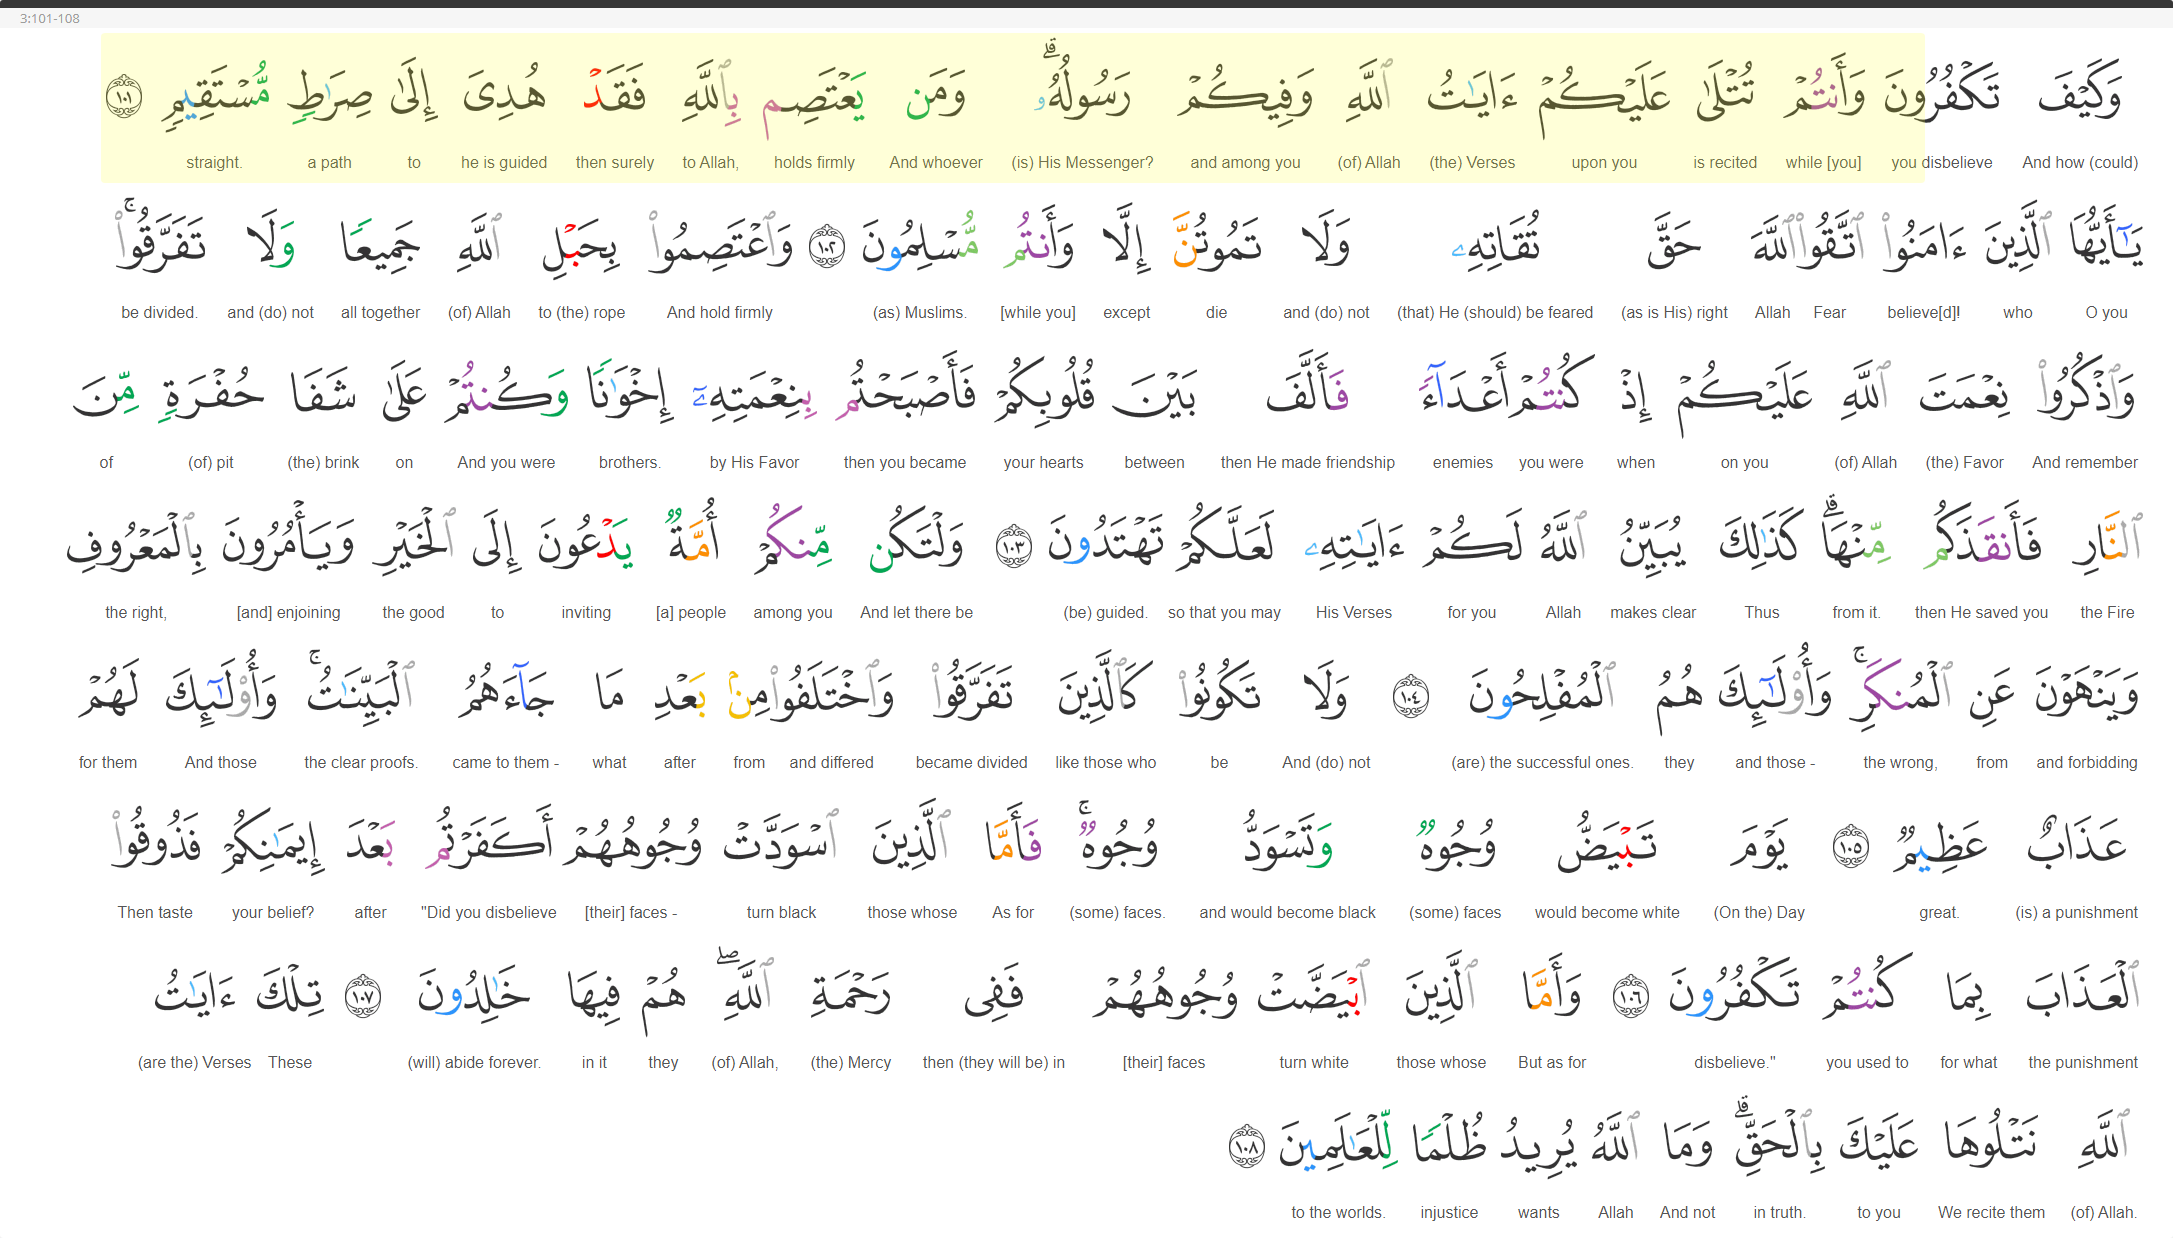 3:101-108
وَكَيْفَ تَكْفُرُونَ وَأَنتُمْ تُتْلَىٰ عَلَيْكُمْ ءَايَـٰتُ ٱللَّهِ وَفِيكُمْ رَسُولُهُۥ ۗ وَمَن يَعْتَصِم بِٱللَّهِ فَقَدْ هُدِىَ إِلَىٰ صِرَٰطٍ مُّسْتَقِيمٍ ١٠١
And how (could) you disbelieve while [you] is recited upon you (the) Verses (of) Allah and among you (is) His Messenger? And whoever holds firmly to Allah, then surely he is guided to a path straight.
يَـٰٓأَيُّهَا ٱلَّذِينَ ءَامَنُوا۟ ٱتَّقُوا۟ ٱللَّهَ حَقَّ تُقَاتِهِۦ وَلَا تَمُوتُنَّ إِلَّا وَأَنتُم مُّسْلِمُونَ ١٠٢ وَٱعْتَصِمُوا۟ بِحَبْلِ ٱللَّهِ جَمِيعًا وَلَا تَفَرَّقُوا۟ ۚ
O you who believe[d]! Fear Allah (as is His) right (that) He (should) be feared and (do) not die except [while you] (as) Muslims. And hold firmly to (the) rope (of) Allah all together and (do) not be divided.
وَٱذْكُرُوا۟ نِعْمَتَ ٱللَّهِ عَلَيْكُمْ إِذْ كُنتُمْ أَعْدَآءً فَأَلَّفَ بَيْنَ قُلُوبِكُمْ فَأَصْبَحْتُم بِنِعْمَتِهِۦٓ إِخْوَٰنًا وَكُنتُمْ عَلَىٰ شَفَا حُفْرَةٍ مِّنَ
And remember (the) Favor (of) Allah on you when you were enemies then He made friendship between your hearts then you became by His Favor brothers. And you were on (the) brink (of) pit of
ٱلنَّارِ فَأَنقَذَكُم مِّنْهَا ۗ كَذَٰلِكَ يُبَيِّنُ ٱللَّهُ لَكُمْ ءَايَـٰتِهِۦ لَعَلَّكُمْ تَهْتَدُونَ ١٠٣ وَلْتَكُن مِّنكُمْ أُمَّةٌ يَدْعُونَ إِلَى ٱلْخَيْرِ وَيَأْمُرُونَ بِٱلْمَعْرُوفِ
the Fire then He saved you from it. Thus makes clear Allah for you His Verses so that you may (be) guided. And let there be among you [a] people inviting to the good [and] enjoining the right,
وَيَنْهَوْنَ عَنِ ٱلْمُنكَرِ ۚ وَأُو۟لَـٰٓئِكَ هُمُ ٱلْمُفْلِحُونَ ١٠٤ وَلَا تَكُونُوا۟ كَٱلَّذِينَ تَفَرَّقُوا۟ وَٱخْتَلَفُوا۟ مِنۢ بَعْدِ مَا جَآءَهُمُ ٱلْبَيِّنَـٰتُ ۚ وَأُو۟لَـٰٓئِكَ لَهُمْ
and forbidding from the wrong, and those - they (are) the successful ones. And (do) not be like those who became divided and differed from after what came to them - the clear proofs. And those for them
عَذَابٌ عَظِيمٌ ١٠٥ يَوْمَ تَبْيَضُّ وُجُوهٌ وَتَسْوَدُّ وُجُوهٌ ۚ فَأَمَّا ٱلَّذِينَ ٱسْوَدَّتْ وُجُوهُهُمْ أَكَفَرْتُم بَعْدَ إِيمَـٰنِكُمْ فَذُوقُوا۟
(is) a punishment great. (On the) Day would become white (some) faces and would become black (some) faces. As for those whose turn black [their] faces - "Did you disbelieve after your belief? Then taste
ٱلْعَذَابَ بِمَا كُنتُمْ تَكْفُرُونَ ١٠٦ وَأَمَّا ٱلَّذِينَ ٱبْيَضَّتْ وُجُوهُهُمْ فَفِى رَحْمَةِ ٱللَّهِ ۖ هُمْ فِيهَا خَـٰلِدُونَ ١٠٧ تِلْكَ ءَايَـٰتُ
the punishment for what you used to disbelieve." But as for those whose turn white [their] faces then (they will be) in (the) Mercy (of) Allah, they in it (will) abide forever. These (are the) Verses
ٱللَّهِ نَتْلُوهَا عَلَيْكَ بِٱلْحَقِّ ۗ وَمَا ٱللَّهُ يُرِيدُ ظُلْمًا لِّلْعَـٰلَمِينَ ١٠٨
(of) Allah. We recite them to you in truth. And not Allah wants injustice to the worlds.